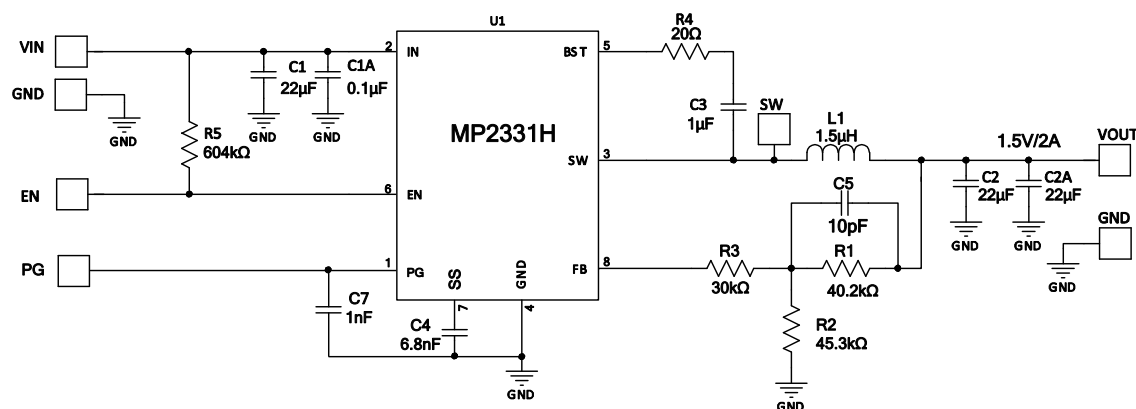 U1
VIN
2
IN
BST
5
R4
20Ω
C1
22µF
C1A
0.1µF
GND
GND
GND
GND
R5
604kΩ
MP2331H
C3
1µF
SW
L1
1.5µH
1.5V/2A
VOUT
SW
3
EN
6
EN
C5
10pF
C2
22µF
C2A
22µF
GND
GND
GND
GND
PG
1
PG
SS
GND
FB
8
R3
30kΩ
R1
40.2kΩ
7
4
C7
1nF
C4
6.8nF
R2
45.3kΩ
GND
GND